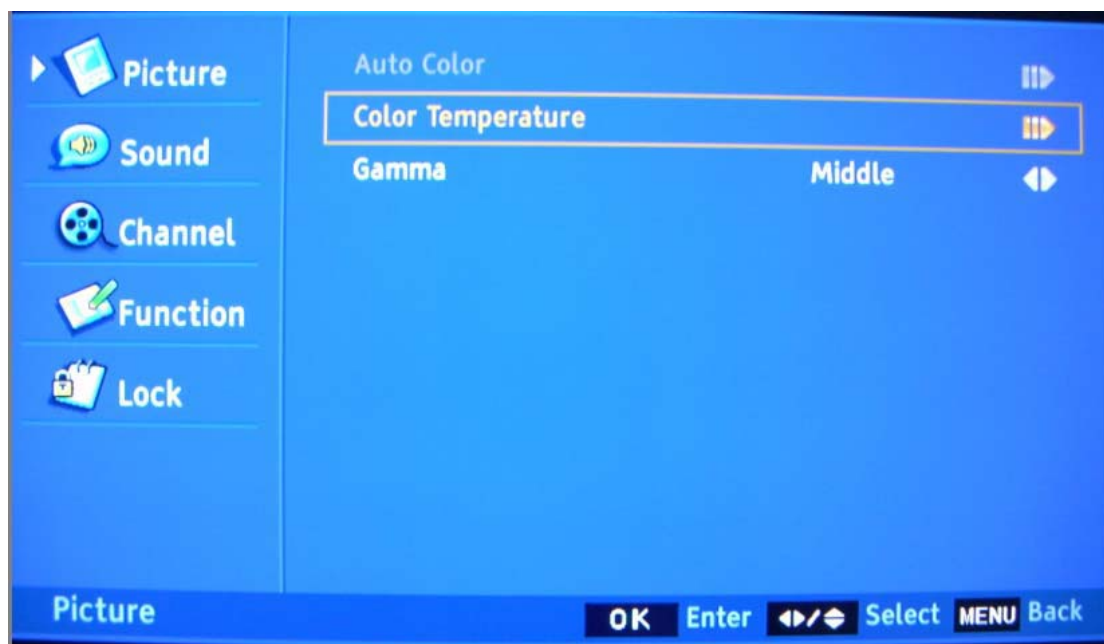 Picture
Sound
Channel
Function
Lock
Auto Color
Color Temperature
Gamma Middle
Picture OK Enter Select MENU Back